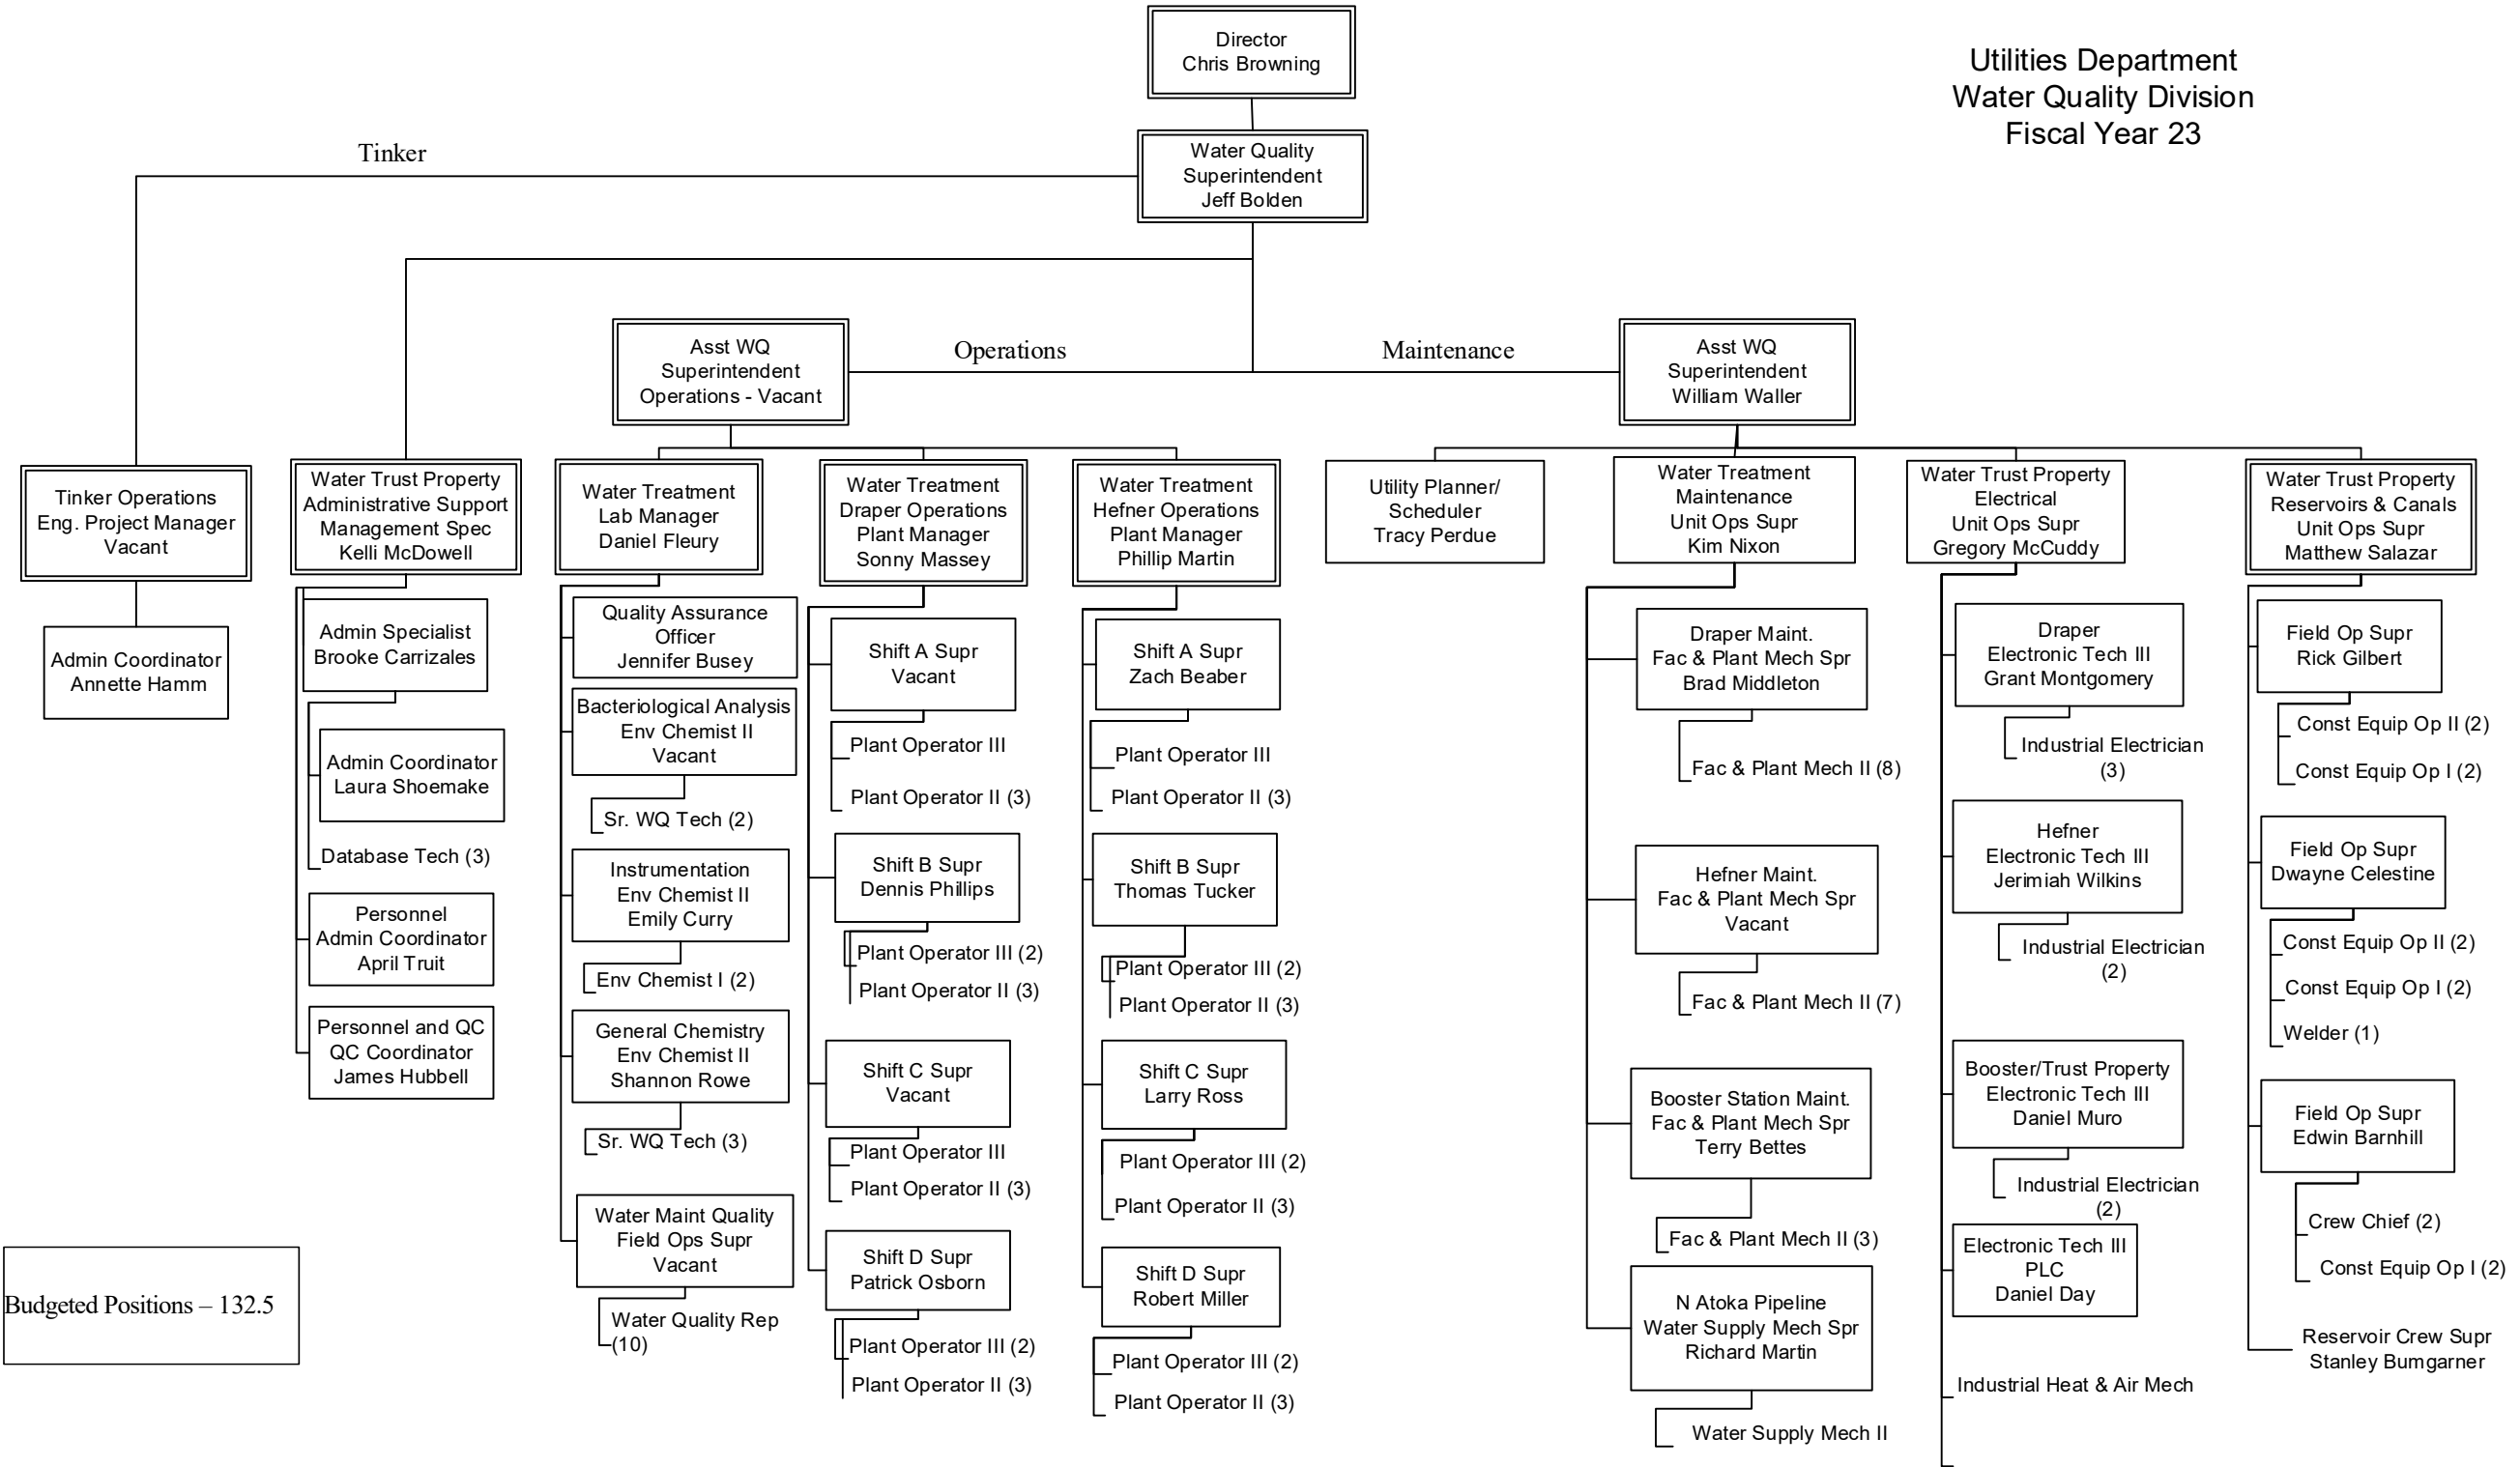 Director
Chris Browning
Utilities Department
Water Quality Division
Fiscal Year 23
Water Quality
Superintendent
Jeff Bolden
Tinker
Asst WQ
Superintendent
Operations - Vacant
Operations
Maintenance
Asst WQ
Superintendent
William Waller
Tinker Operations
Eng. Project Manager
Vacant
Admin Coordinator
Annette Hamm
Water Trust Property
Administrative Support
Management Spec
Kelli McDowell
Admin Specialist
Brooke Carrizales
Admin Coordinator
Laura Shoemake
Database Tech (3)
Personnel
Admin Coordinator
April Truit
Personnel and QC
QC Coordinator
James Hubbell
Water Treatment
Lab Manager
Daniel Fleury
Quality Assurance
Officer
Jennifer Busey
Bacteriological Analysis
Env Chemist II
Vacant
Sr. WQ Tech (2)
Instrumentation
Env Chemist II
Emily Curry
Env Chemist I (2)
General Chemistry
Env Chemist II
Shannon Rowe
Sr. WQ Tech (3)
Water Maint Quality
Field Ops Supr
Vacant
Water Quality Rep
(10)
Water Treatment
Draper Operations
Plant Manager
Sonny Massey
Shift A Supr
Vacant
Plant Operator III
Plant Operator II (3)
Shift B Supr
Dennis Phillips
Plant Operator III (2)
Plant Operator II (3)
Shift C Supr
Vacant
Plant Operator III
Plant Operator II (3)
Shift D Supr
Patrick Osborn
Plant Operator III (2)
Plant Operator II (3)
Water Treatment
Hefner Operations
Plant Manager
Phillip Martin
Shift A Supr
Zach Beaber
Plant Operator III
Plant Operator II (3)
Shift B Supr
Thomas Tucker
Plant Operator III (2)
Plant Operator II (3)
Shift C Supr
Larry Ross
Plant Operator III (2)
Plant Operator II (3)
Shift D Supr
Robert Miller
Plant Operator III (2)
Plant Operator II (3)
Utility Planner/
Scheduler
Tracy Perdue
Water Treatment
Maintenance
Unit Ops Supr
Kim Nixon
Draper Maint.
Fac & Plant Mech Spr
Brad Middleton
Fac & Plant Mech II (8)
Hefner Maint.
Fac & Plant Mech Spr
Vacant
Fac & Plant Mech II (7)
Booster Station Maint.
Fac & Plant Mech Spr
Terry Bettes
Fac & Plant Mech II (3)
N Atoka Pipeline
Water Supply Mech Spr
Richard Martin
Water Supply Mech II
Water Trust Property
Electrical
Unit Ops Supr
Gregory McCuddy
Draper
Electronic Tech III
Grant Montgomery
Industrial Electrician
(3)
Hefner
Electronic Tech III
Jerimiah Wilkins
Industrial Electrician
(2)
Booster/Trust Property
Electronic Tech III
Daniel Muro
Industrial Electrician
(2)
Electronic Tech III
PLC
Daniel Day
Industrial Heat & Air Mech
Water Trust Property
Reservoirs & Canals
Unit Ops Supr
Matthew Salazar
Field Op Supr
Rick Gilbert
Const Equip Op II (2)
Const Equip Op I (2)
Field Op Supr
Dwayne Celestine
Const Equip Op II (2)
Const Equip Op I (2)
Welder (1)
Field Op Supr
Edwin Barnhill
Crew Chief (2)
Const Equip Op I (2)
Reservoir Crew Supr
Stanley Bumgarner
Budgeted Positions – 132.5